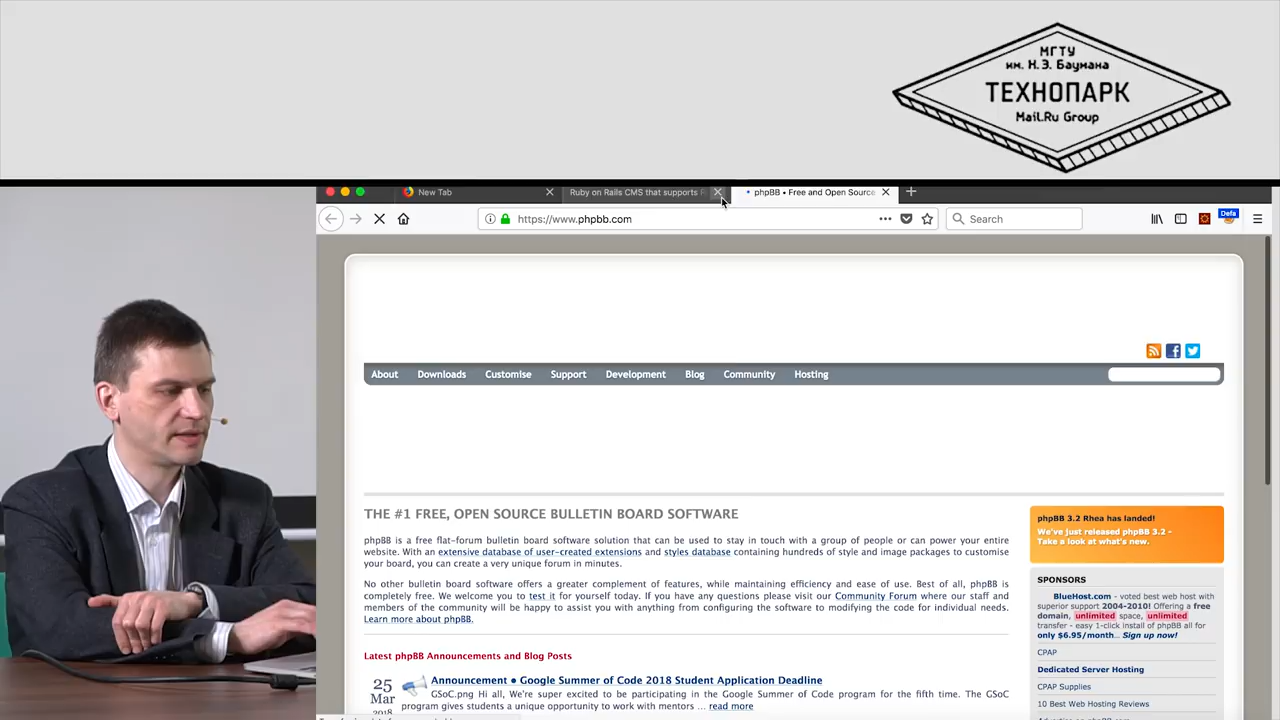 МГТУ
им. Н.Э. Баумана
ТЕХНОПАРК
Mail.Ru Group
New Tab
Ruby on Rails CMS that supports
phpBB • Free and Open Source
https://www.phpbb.com
Search
Defa
About Downloads Customise Support Development Blog Community Hosting
THE #1 FREE, OPEN SOURCE BULLETIN BOARD SOFTWARE
phpBB is a free flat-forum bulletin board software solution that can be used to stay in touch with a group of people or can power your entire
website. With an extensive database of user-created extensions and styles database containing hundreds of style and image packages to customise
your board, you can create a very unique forum in minutes.
No other bulletin board software offers a greater complement of features, while maintaining efficiency and ease of use. Best of all, phpBB is
completely free. We welcome you to test it for yourself today. If you have any questions please visit our Community Forum where our staff and
members of the community will be happy to assist you with anything from configuring the software to modifying the code for individual needs.
Learn more about phpBB.
Latest phpBB Announcements and Blog Posts
25
Mar
2018
Announcement • Google Summer of Code 2018 Student Application Deadline
GSoC.png Hi all, We're super excited to be participating in the Google Summer of Code program for the fifth time. The GSoC
program gives students a unique opportunity to work with mentors ... read more
phpBB 3.2 Rhea has landed!
We've just released phpBB 3.2 -
Take a look at what's new.
SPONSORS
BlueHost.com - voted best web host with
superior support 2004-2010! Offering a free
domain, unlimited space, unlimited
transfer - easy 1-click install of phpBB all for
only $6.95/month... Sign up now!
CPAP
Dedicated Server Hosting
CPAP Supplies
10 Best Web Hosting Reviews